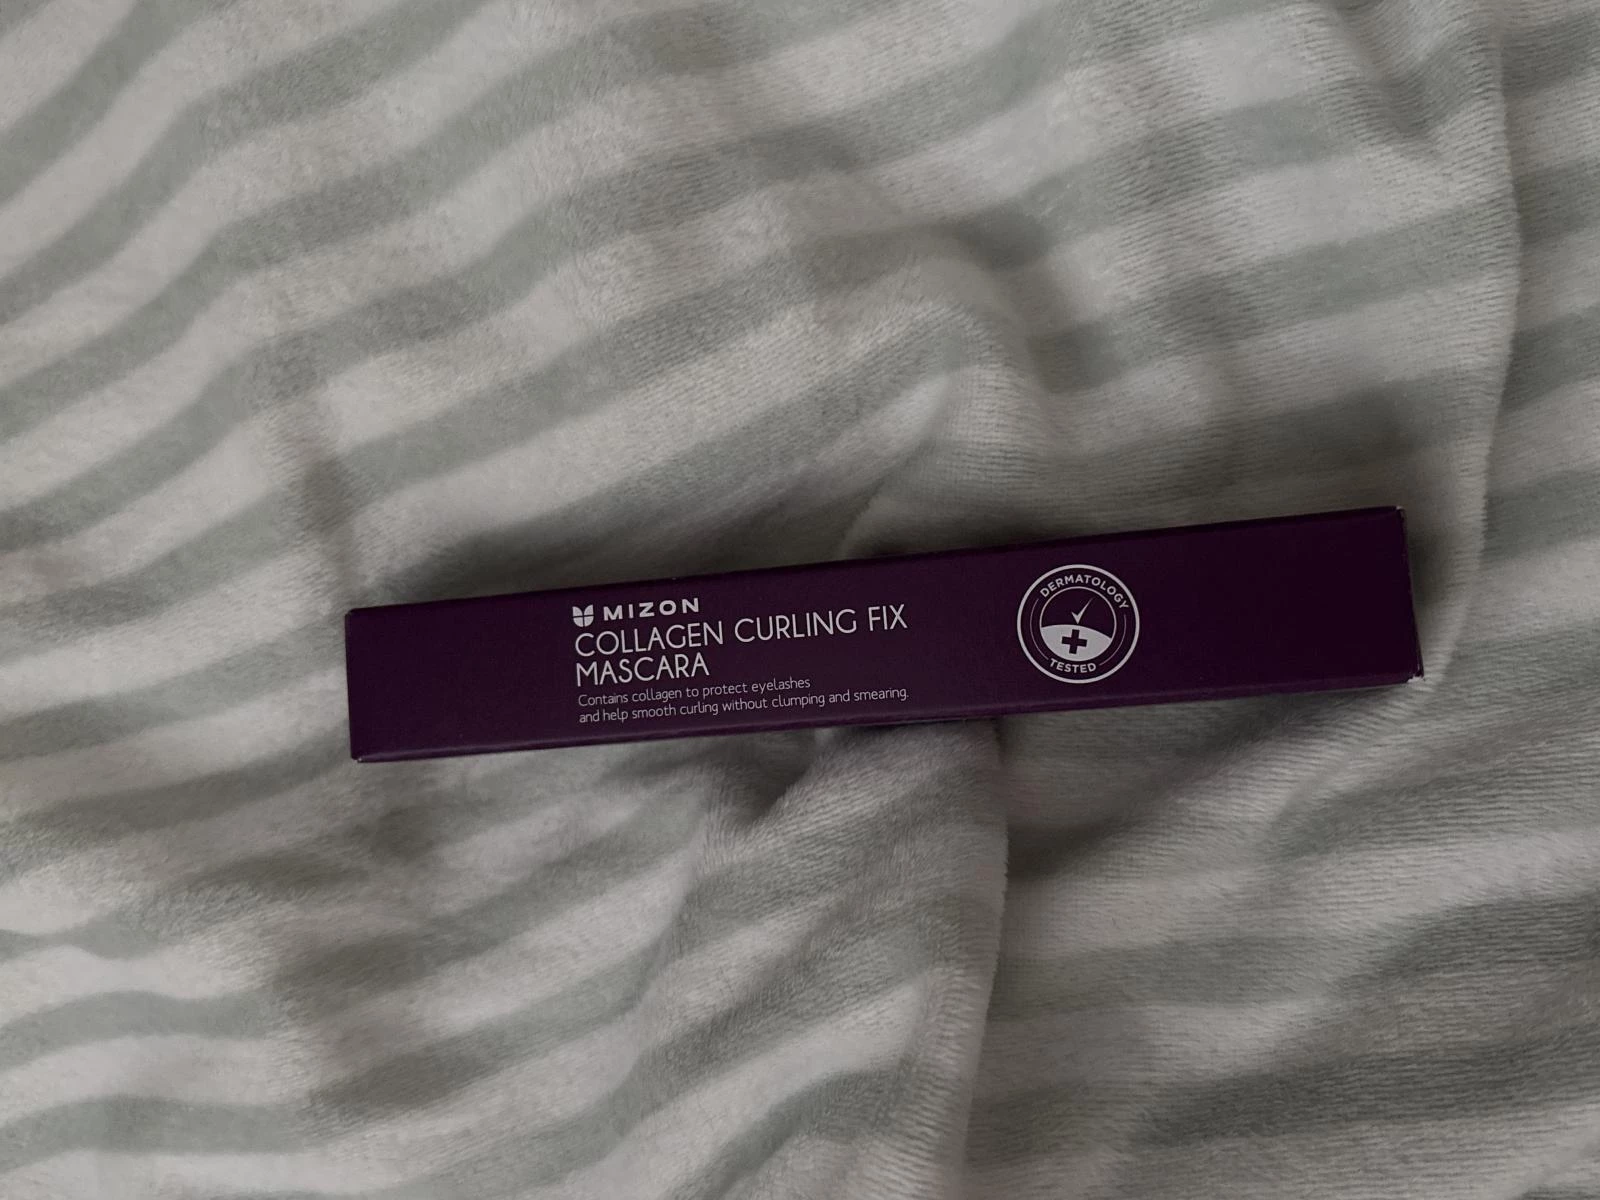 MIZON
COLLAGEN CURLING FIX
MASCARA
Contains collagen to protect eyelashes
and help smooth curling without clumping and smearing.
DERMATOLOGY
TESTED